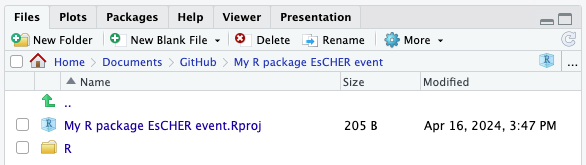 Files Plots Packages Help Viewer Presentation
New Folder New Blank File Delete Rename More
Home Documents GitHub My R package EsCHER event R ...
Name Size Modified
..
R My R package EsCHER event.Rproj 205 B Apr 16, 2024, 3:47 PM
R